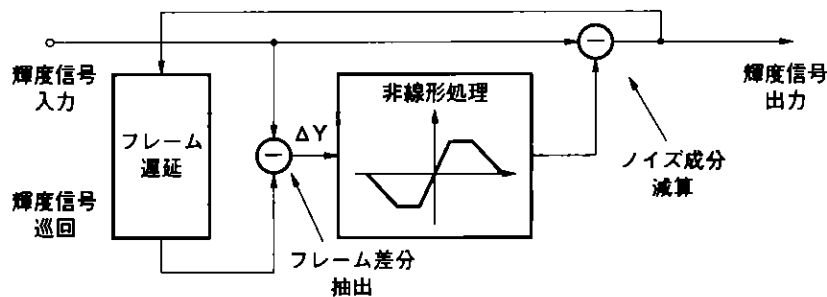 輝度信号
入力
フレーム
遅延
輝度信号
巡回
ΔY
フレーム差分
抽出
非線形処理
ノイズ成分
減算
輝度信号
出力